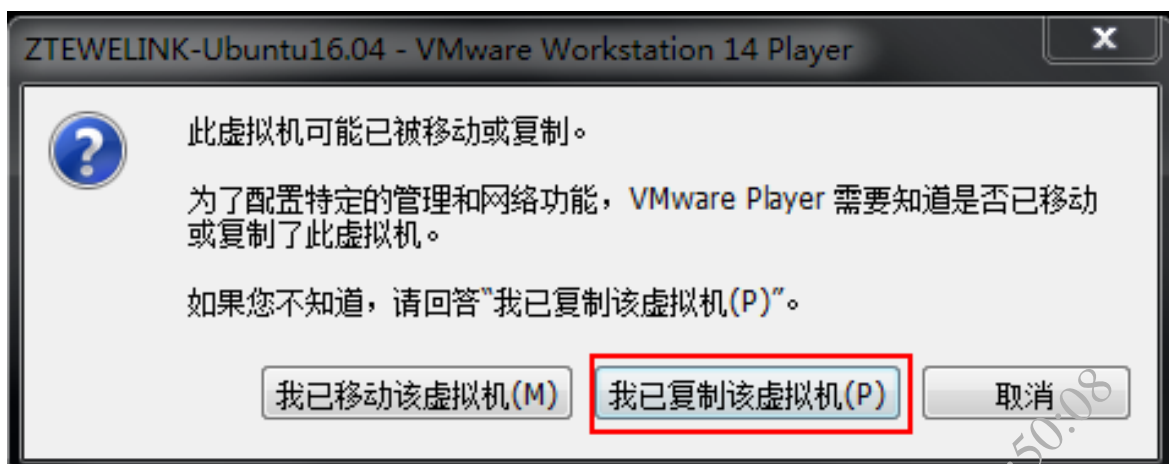 ZTEWELINK-Ubuntu16.04 - VMware Workstation 14 Player
此虚拟机可能已被移动或复制。
为了配置特定的管理和网络功能，VMware Player 需要知道是否已移动
或复制了此虚拟机。
如果您不知道，请回答“我已复制该虚拟机(P)”。
我已移动该虚拟机(M) 我已复制该虚拟机(P) 取消
50:08